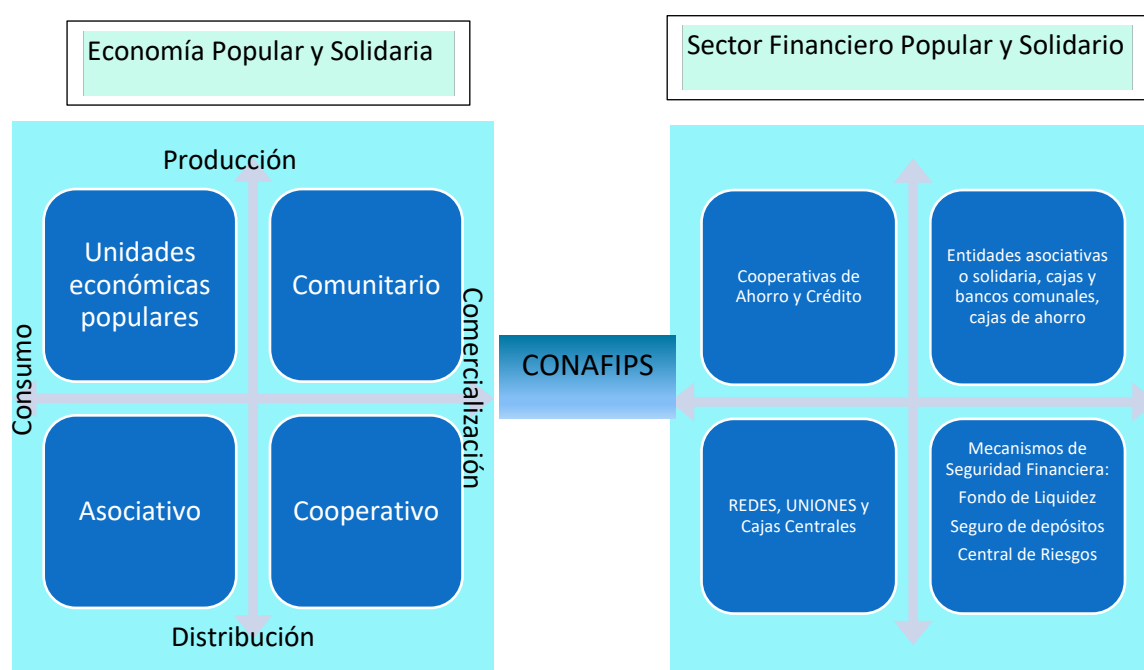 Economía Popular y Solidaria
Sector Financiero Popular y Solidario
Producción
Unidades
económicas
populares
Comunitario
Consumo
Comercialización
Asociativo
Cooperativo
Distribución
CONAFIPS
Cooperativas de
Ahorro y Crédito
Entidades asociativas
o solidaria, cajas y
bancos comunales,
cajas de ahorro
REDES, UNIONES y
Cajas Centrales
Mecanismos de
Seguridad Financiera:
Fondo de Liquidez
Seguro de depósitos
Central de Riesgos